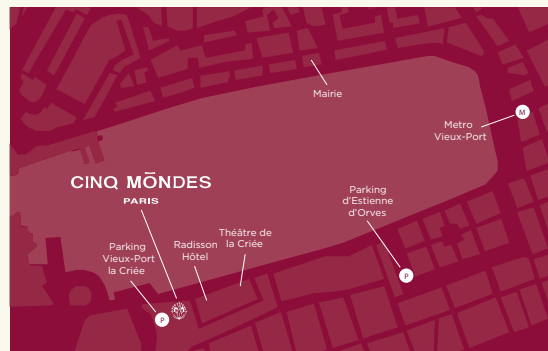 Mairie
Metro
Vieux-Port
M
CINQ MŌNDES
PARIS
Parking
d'Estienne
d'Orves
P
Théâtre de
la Criée
Radisson
Hôtel
Parking
Vieux-Port
la Criée
P